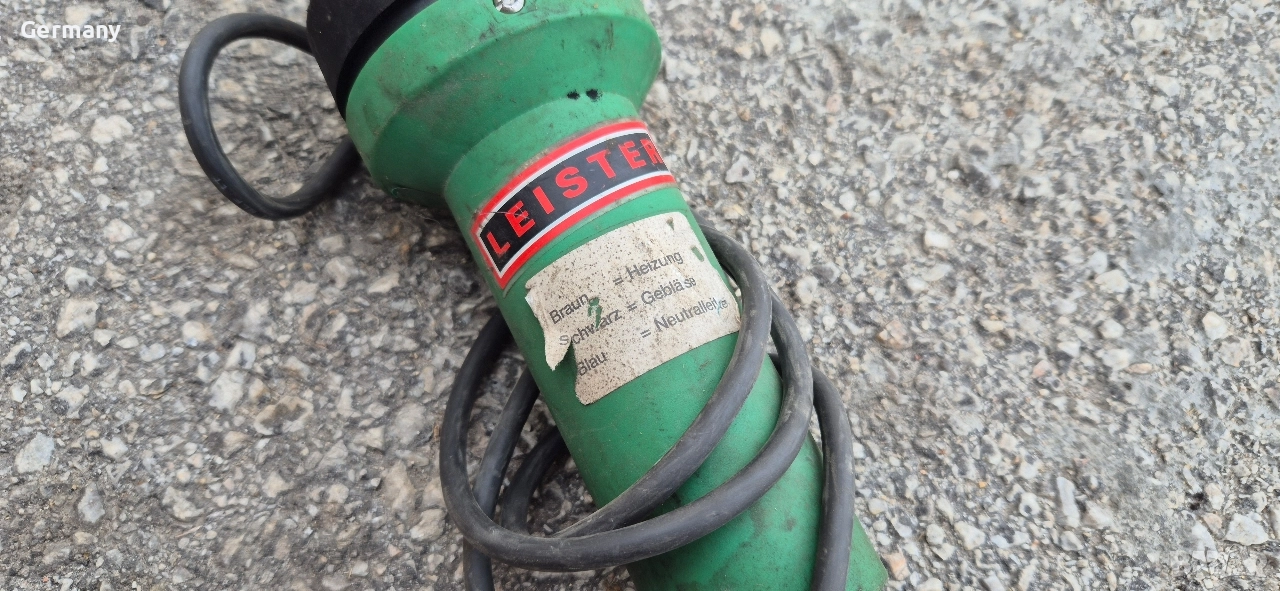 Germany
LEISTER
Braun = Heizung
Schwarz = Gebläse
Blau = Neutralleiter